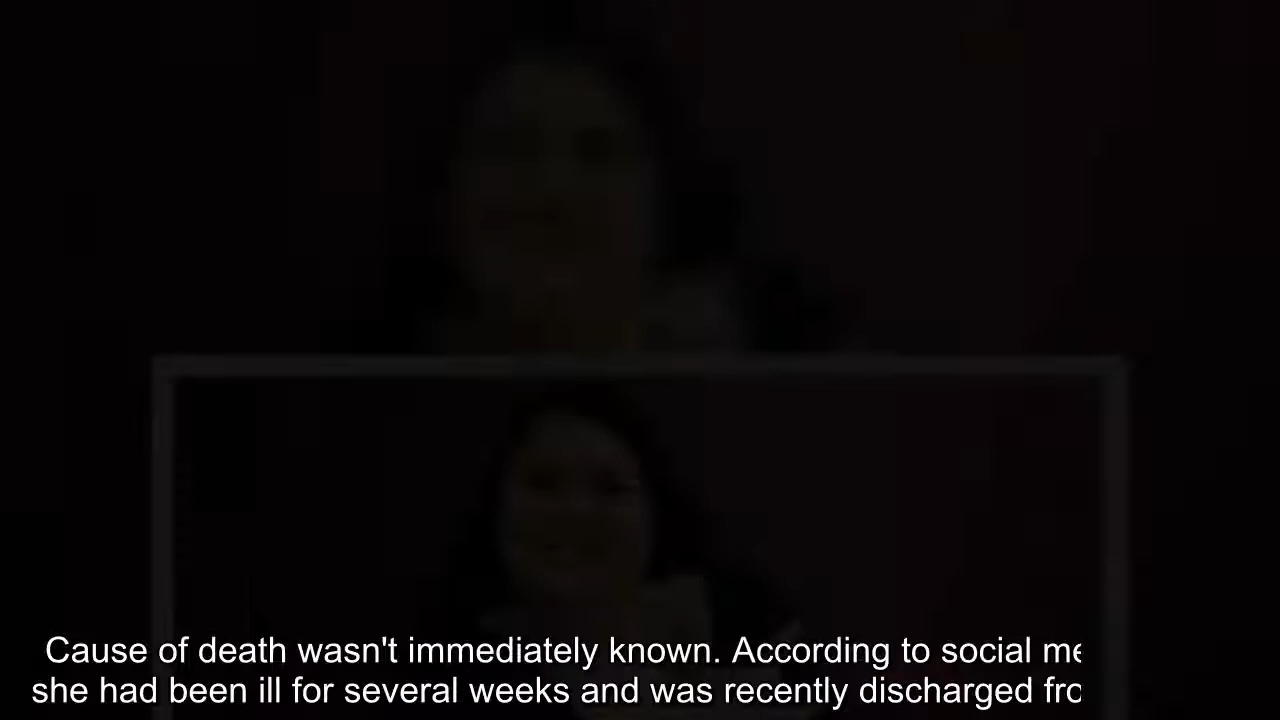 Cause of death wasn't immediately known. According to social
she had been ill for several weeks and was recently discharged